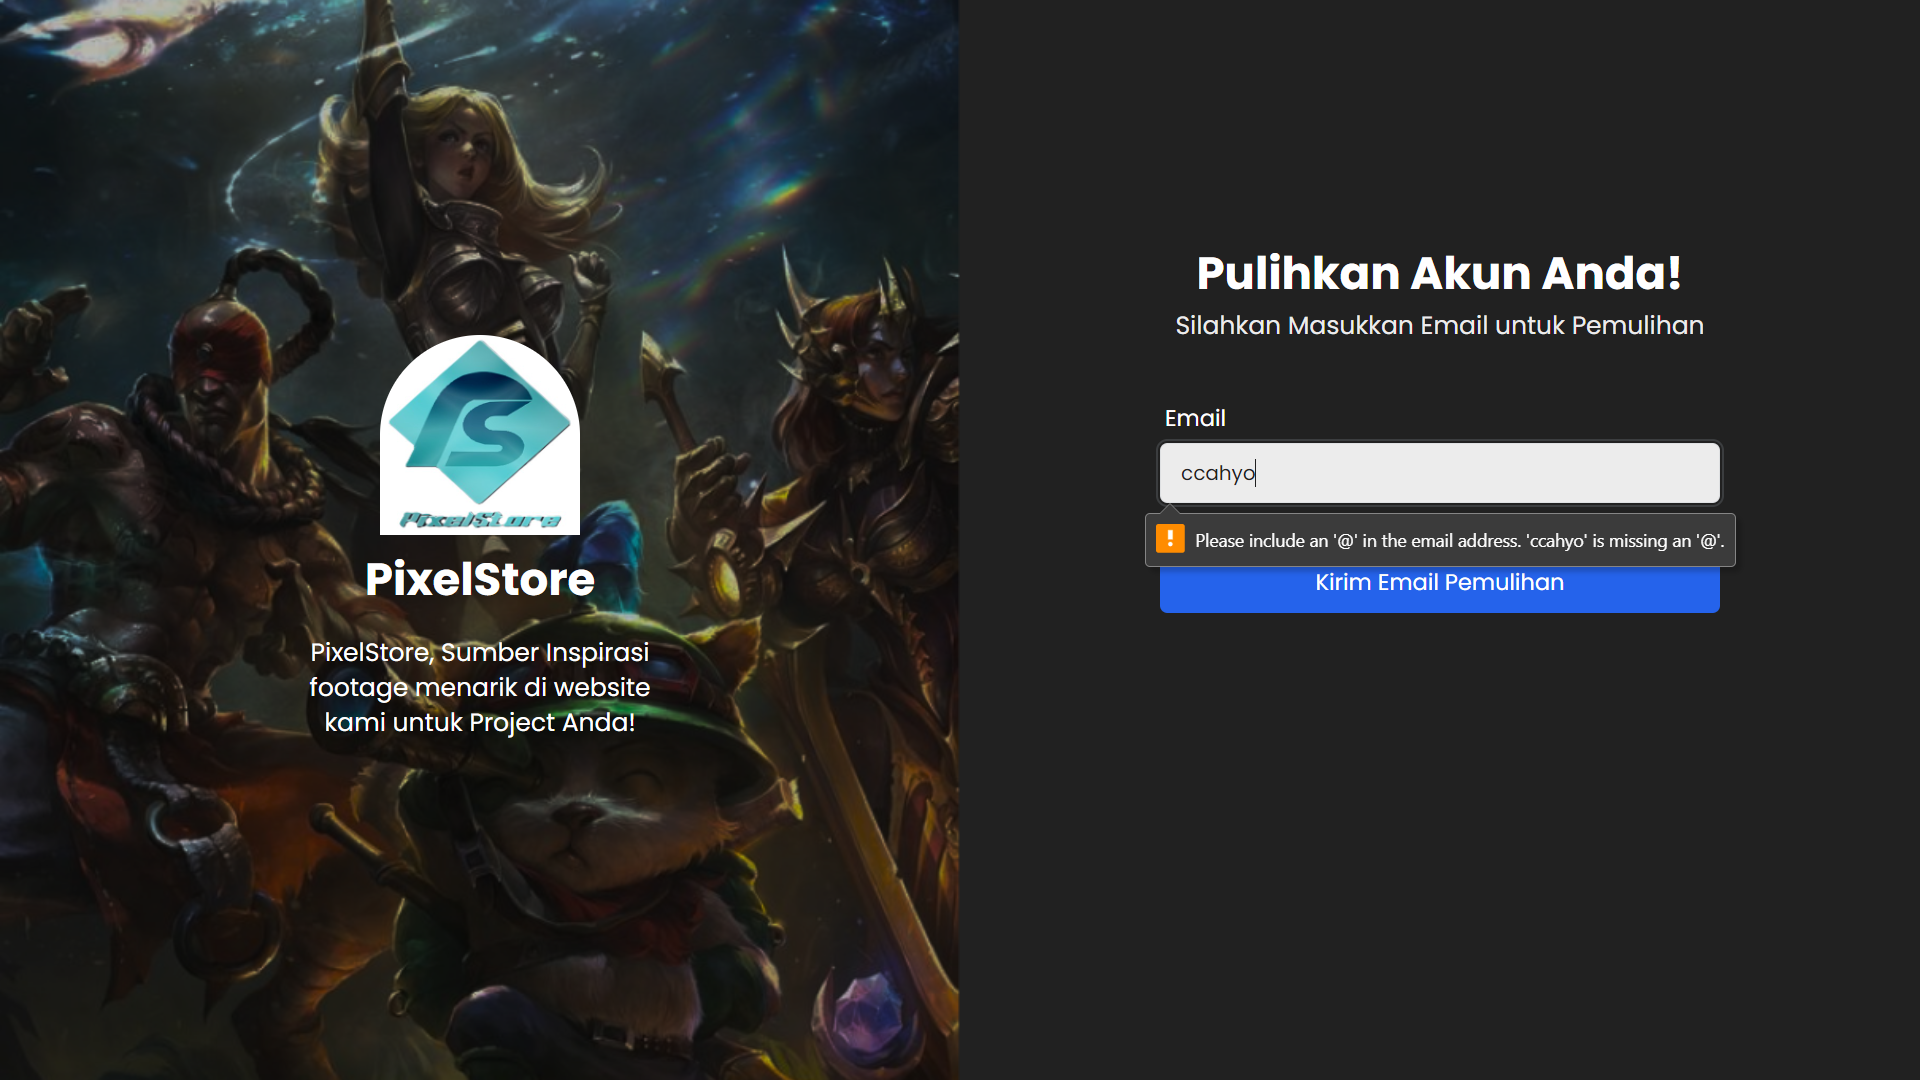 PixelStore
PixelStore
PixelStore, Sumber Inspirasi
footage menarik di website
kami untuk Project Anda!
Pulihkan Akun Anda!
Silahkan Masukkan Email untuk Pemulihan
Email
ccahyo
Please include an '@' in the email address. 'ccahyo' is missing an '@'.
Kirim Email Pemulihan